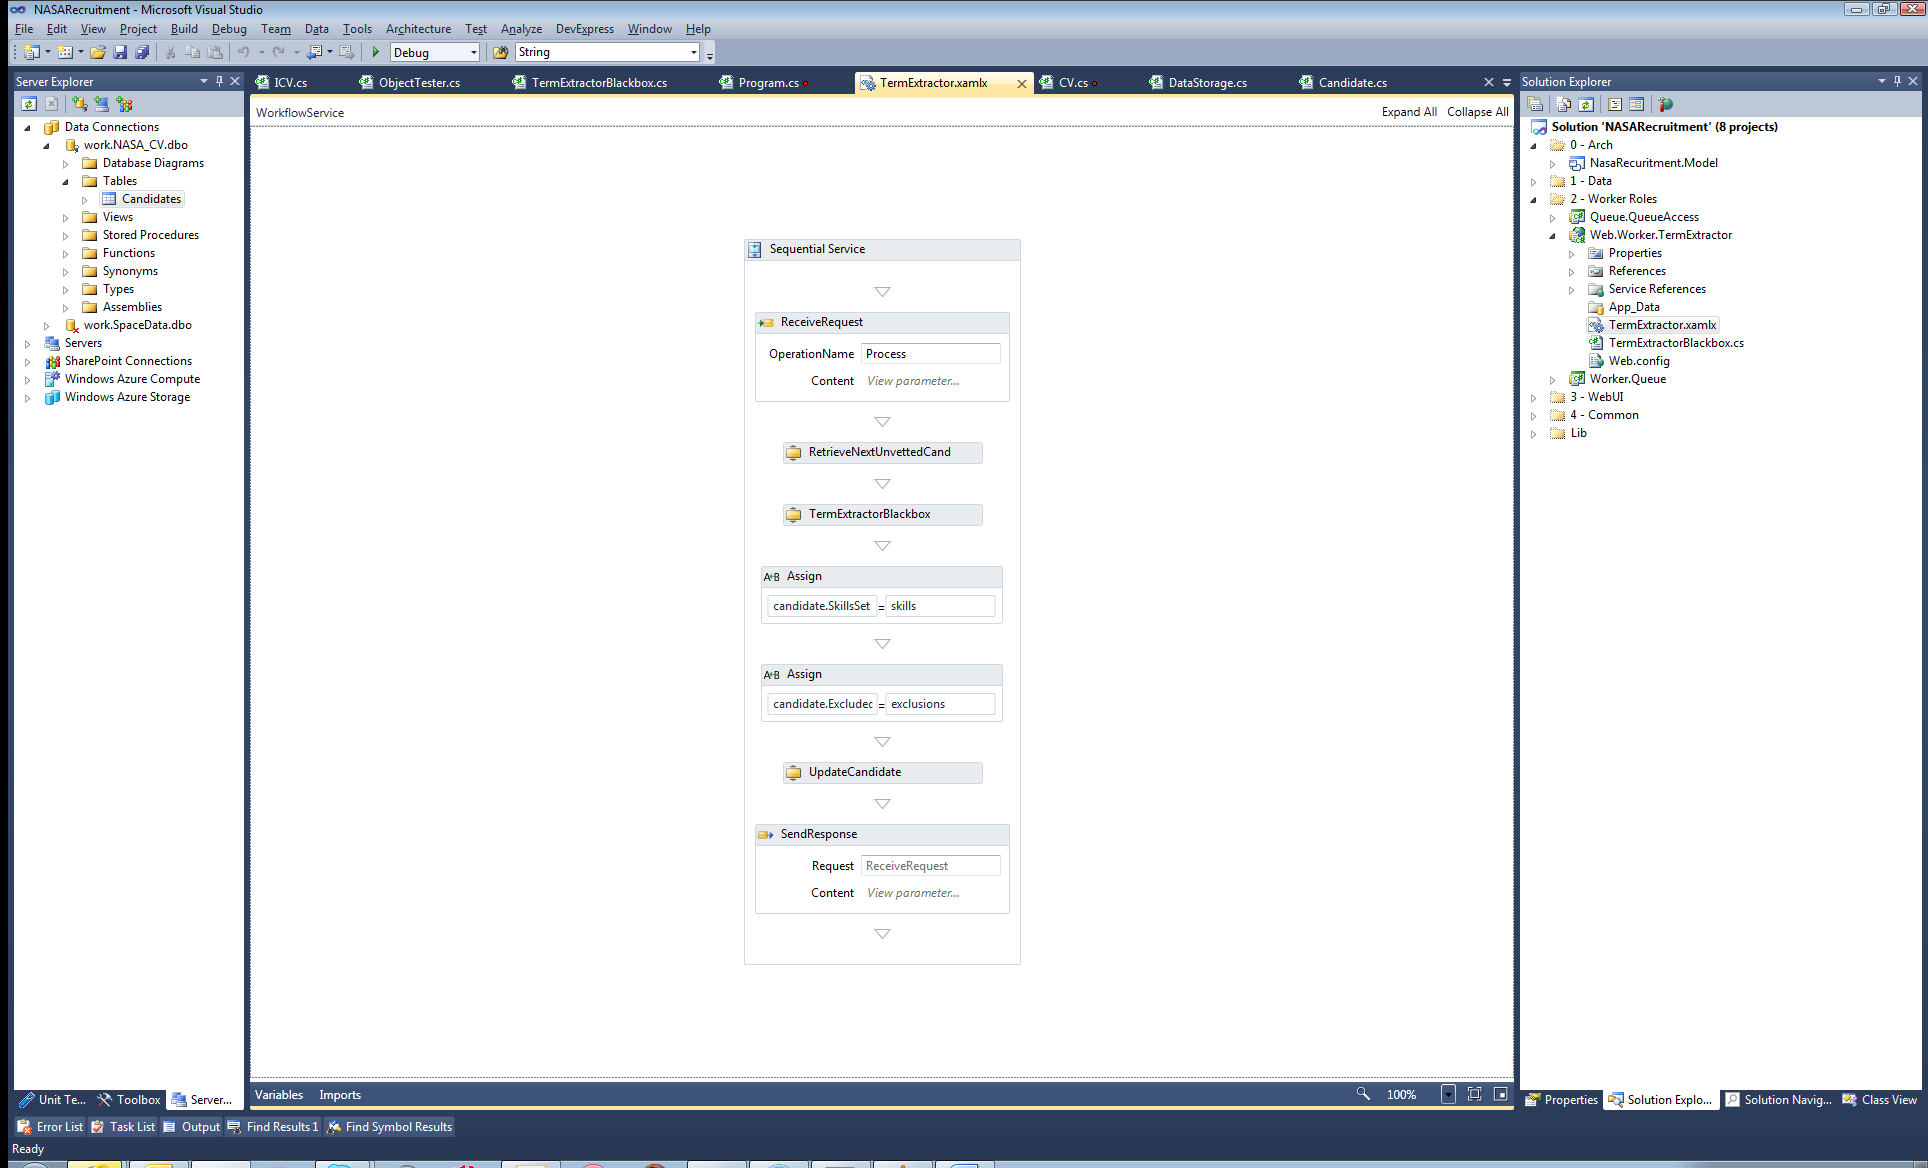 NASARecruitment - Microsoft Visual Studio
File Edit View Project Build Debug Team Data Tools Architecture Test Analyze DevExpress Window Help
Debug String
Server Explorer
ICV.cs ObjectTester.cs TermExtractorBlackbox.cs Program.cs TermExtractor.xamlx CV.cs DataStorage.cs Candidate.cs
Solution Explorer
WorkflowService Expand All Collapse All
Data Connections
work.NASA_CV.dbo
Database Diagrams
Tables
Candidates
Views
Stored Procedures
Functions
Synonyms
Types
Assemblies
work.SpaceData.dbo
Servers
SharePoint Connections
Windows Azure Compute
Windows Azure Storage
Sequential Service
ReceiveRequest
OperationName Process
Content View parameter...
RetrieveNextUnvettedCand
TermExtractorBlackbox
A+B Assign
candidate.SkillsSet = skills
A+B Assign
candidate.Excludec = exclusions
UpdateCandidate
SendResponse
Request ReceiveRequest
Content View parameter...
Solution 'NASARecruitment' (8 projects)
0 - Arch
NasaRecuritment.Model
1 - Data
2 - Worker Roles
Queue.QueueAccess
Web.Worker.TermExtractor
Properties
References
Service References
App_Data
TermExtractor.xamlx
TermExtractorBlackbox.cs
Web.config
Worker.Queue
3 - WebUI
4 - Common
Lib
Variables Imports 100%
Unit Te... Toolbox Server...
Properties Solution Explo... Solution Navig... Class View
Error List Task List Output Find Results 1 Find Symbol Results
Ready